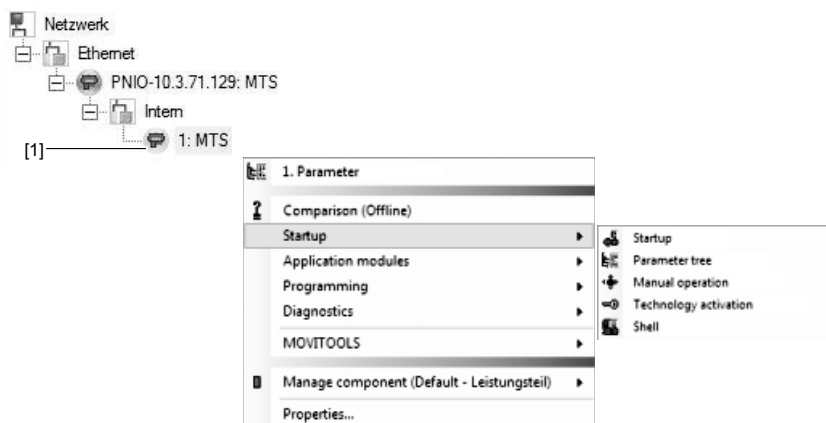 Netzwerk
Ethernet
PNIO-10.3.71.129: MTS
Intern
1: MTS
[1]
1. Parameter
Comparison (Offline)
Startup
Application modules
Programming
Diagnostics
MOVITOOLS
Manage component (Default - Leistungsteil)
Properties...
Startup
Parameter tree
Manual operation
Technology activation
Shell